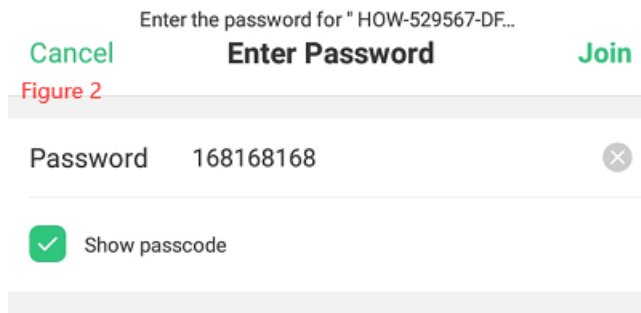 Enter the password for " HOW-529567-DF...
Cancel Enter Password Join
Figure 2
Password 168168168
Show passcode